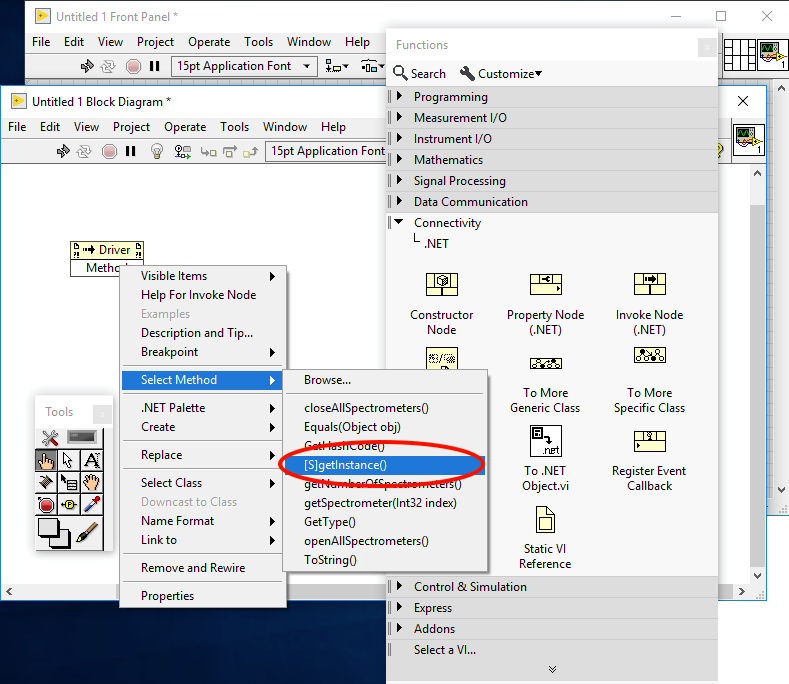 Untitled 1 Front Panel *
File Edit View Project Operate Tools Window Help
15pt Application Font
1
Untitled 1 Block Diagram *
File Edit View Project Operate Tools Window Help
15pt Application Font
?
1
Driver
Metho
Visible Items
Help For Invoke Node
Examples
Description and Tip...
Breakpoint
Select Method
.NET Palette
Create
Replace
Select Class
Downcast to Class
Name Format
Link to
Remove and Rewire
Properties
Browse...
closeAllSpectrometers()
Equals(Object obj)
GetHashCode()
[S]getInstance()
getNumberOfSpectrometers()
getSpectrometer(Int32 index)
GetType()
openAllSpectrometers()
ToString()
Tools
Functions
Search Customize
Programming
Measurement I/O
Instrument I/O
Mathematics
Signal Processing
Data Communication
Connectivity
.NET
Constructor Property Node Invoke Node
Node (.NET) (.NET)
To More To More
Generic Class Specific Class
.net
To .NET Register Event
Object.vi Callback
Static VI
Reference
Control & Simulation
Express
Addons
Select a VI...